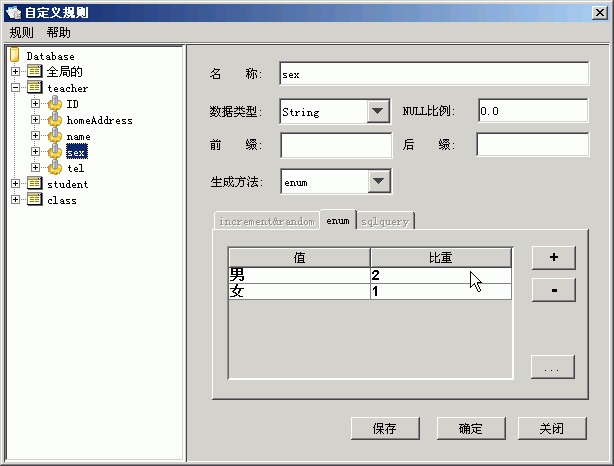 自定义规则
规则 帮助
Database
全局的
teacher
ID
homeAddress
name
sex
tel
student
class
名 称: sex
数据类型: String NULL比例: 0.0
前 缀: 后 缀:
生成方法: enum
increment&random enum sqlquery
值 比重
男 2
女 1
+
-
...
保存 确定 关闭